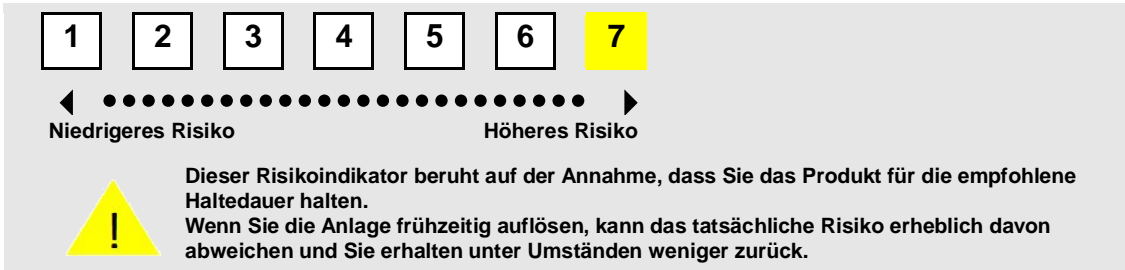 1 2 3 4 5 6 7
Niedrigeres Risiko Höheres Risiko
Dieser Risikoindikator beruht auf der Annahme, dass Sie das Produkt für die empfohlene
Haltedauer halten.
Wenn Sie die Anlage frühzeitig auflösen, kann das tatsächliche Risiko erheblich davon
abweichen und Sie erhalten unter Umständen weniger zurück.
!